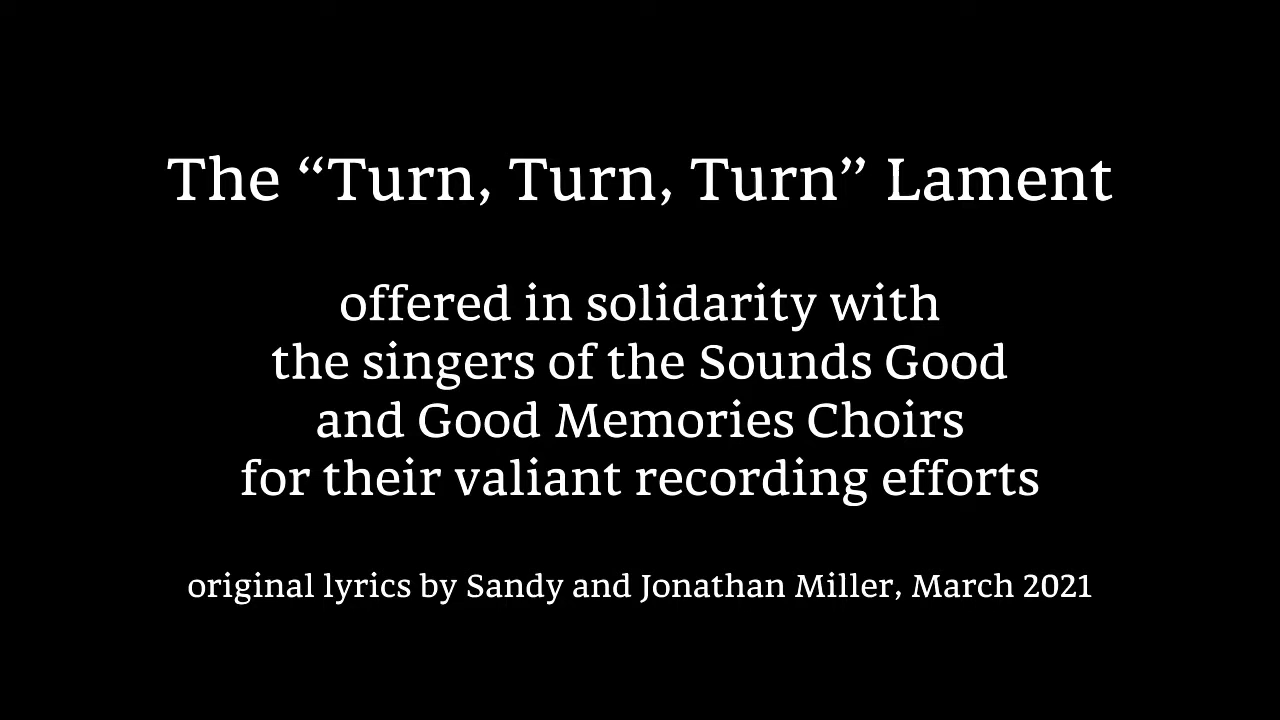 The “Turn, Turn, Turn” Lament
offered in solidarity with
the singers of the Sounds Good
and Good Memories Choirs
for their valiant recording efforts
original lyrics by Sandy and Jonathan Miller, March 2021